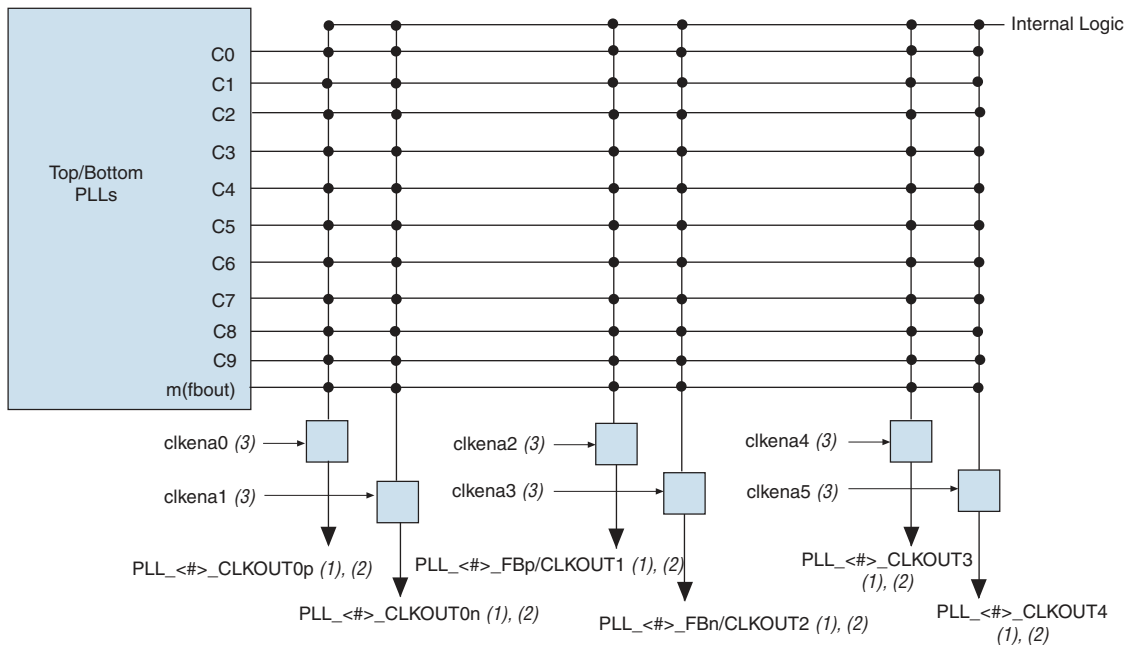 Internal Logic
C0
C1
C2
C3
Top/Bottom
PLLs
C4
C5
C6
C7
C8
C9
m(fbout)
clkena0 (3)
clkena2 (3)
clkena4 (3)
clkena1 (3)
clkena3 (3)
clkena5 (3)
PLL_<#>_CLKOUT0p (1), (2)
PLL_<#>_FBp/CLKOUT1 (1), (2)
PLL_<#>_CLKOUT3
(1), (2)
PLL_<#>_CLKOUT0n (1), (2)
PLL_<#>_FBn/CLKOUT2 (1), (2)
PLL_<#>_CLKOUT4
(1), (2)